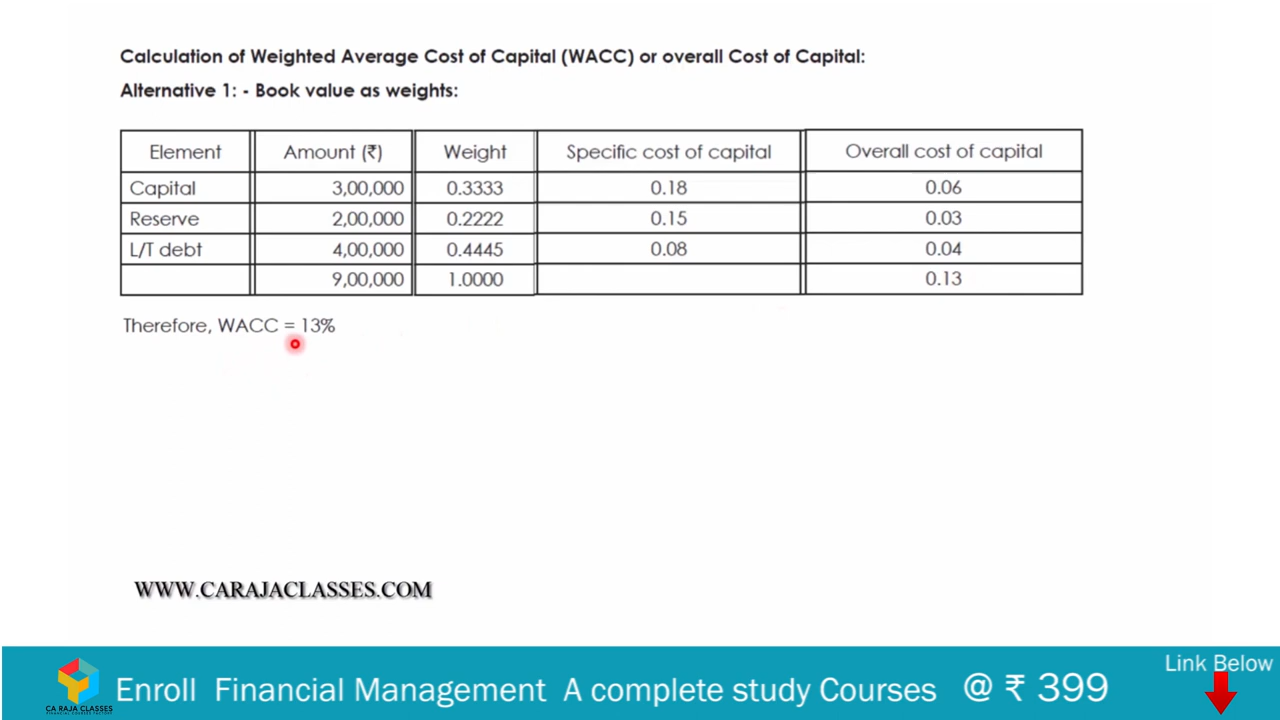 Calculation of Weighted Average Cost of Capital (WACC) or overall Cost of Capital:
Alternative 1: - Book value as weights:
Element Amount (₹) Weight Specific cost of capital Overall cost of capital
Capital 3,00,000 0.3333 0.18 0.06
Reserve 2,00,000 0.2222 0.15 0.03
L/T debt 4,00,000 0.4445 0.08 0.04
9,00,000 1.0000 0.13
Therefore, WACC = 13%
WWW.CARAJACLASSES.COM
Link Below
Enroll Financial Management A complete study Courses @ ₹ 399
CA RAJA CLASSES
FINANCIAL COURSES FACTORY